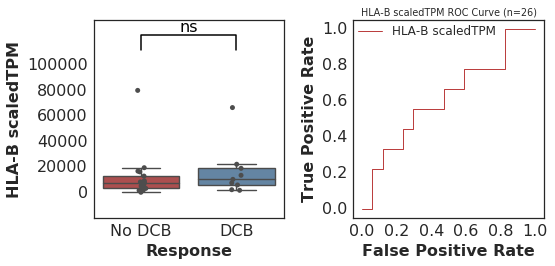 ns
HLA-B scaledTPM
100000
80000
60000
40000
20000
0
No DCB DCB
Response
HLA-B scaledTPM ROC Curve (n=26)
HLA-B scaledTPM
True Positive Rate
1.0
0.8
0.6
0.4
0.2
0.0
0.0 0.2 0.4 0.6 0.8 1.0
False Positive Rate